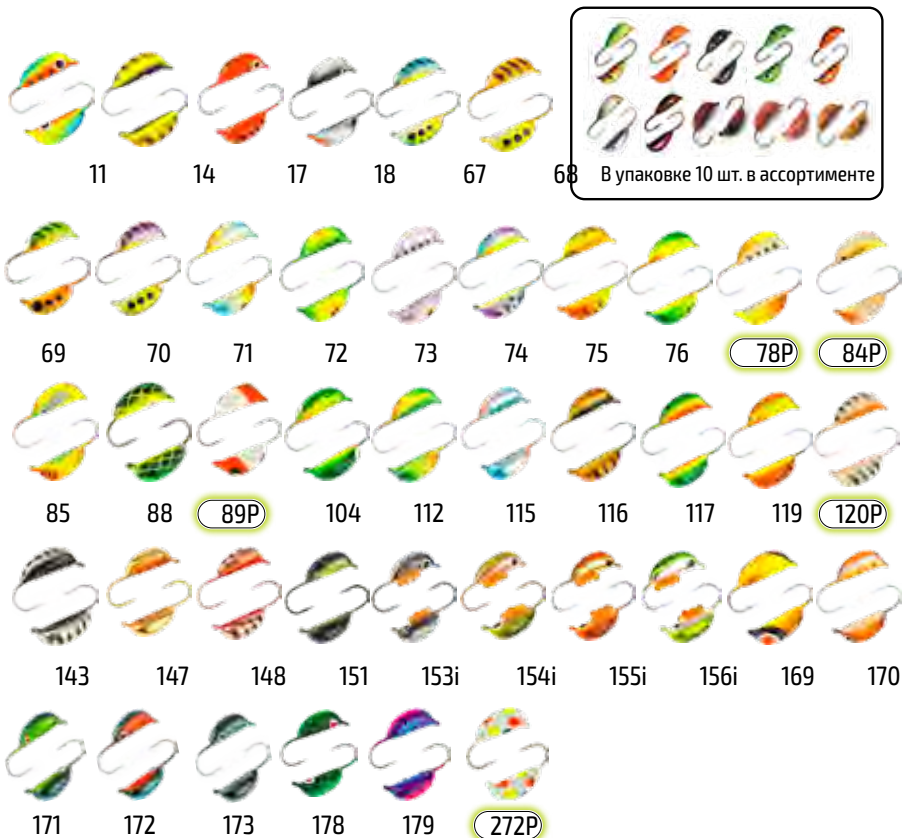 В упаковке 10 шт. в ассортименте
11 14 17 18 67 68
69 70 71 72 73 74 75 76 78P 84P
85 88 89P 104 112 115 116 117 119 120P
143 147 148 151 153i 154i 155i 156i 169 170
171 172 173 178 179 272P